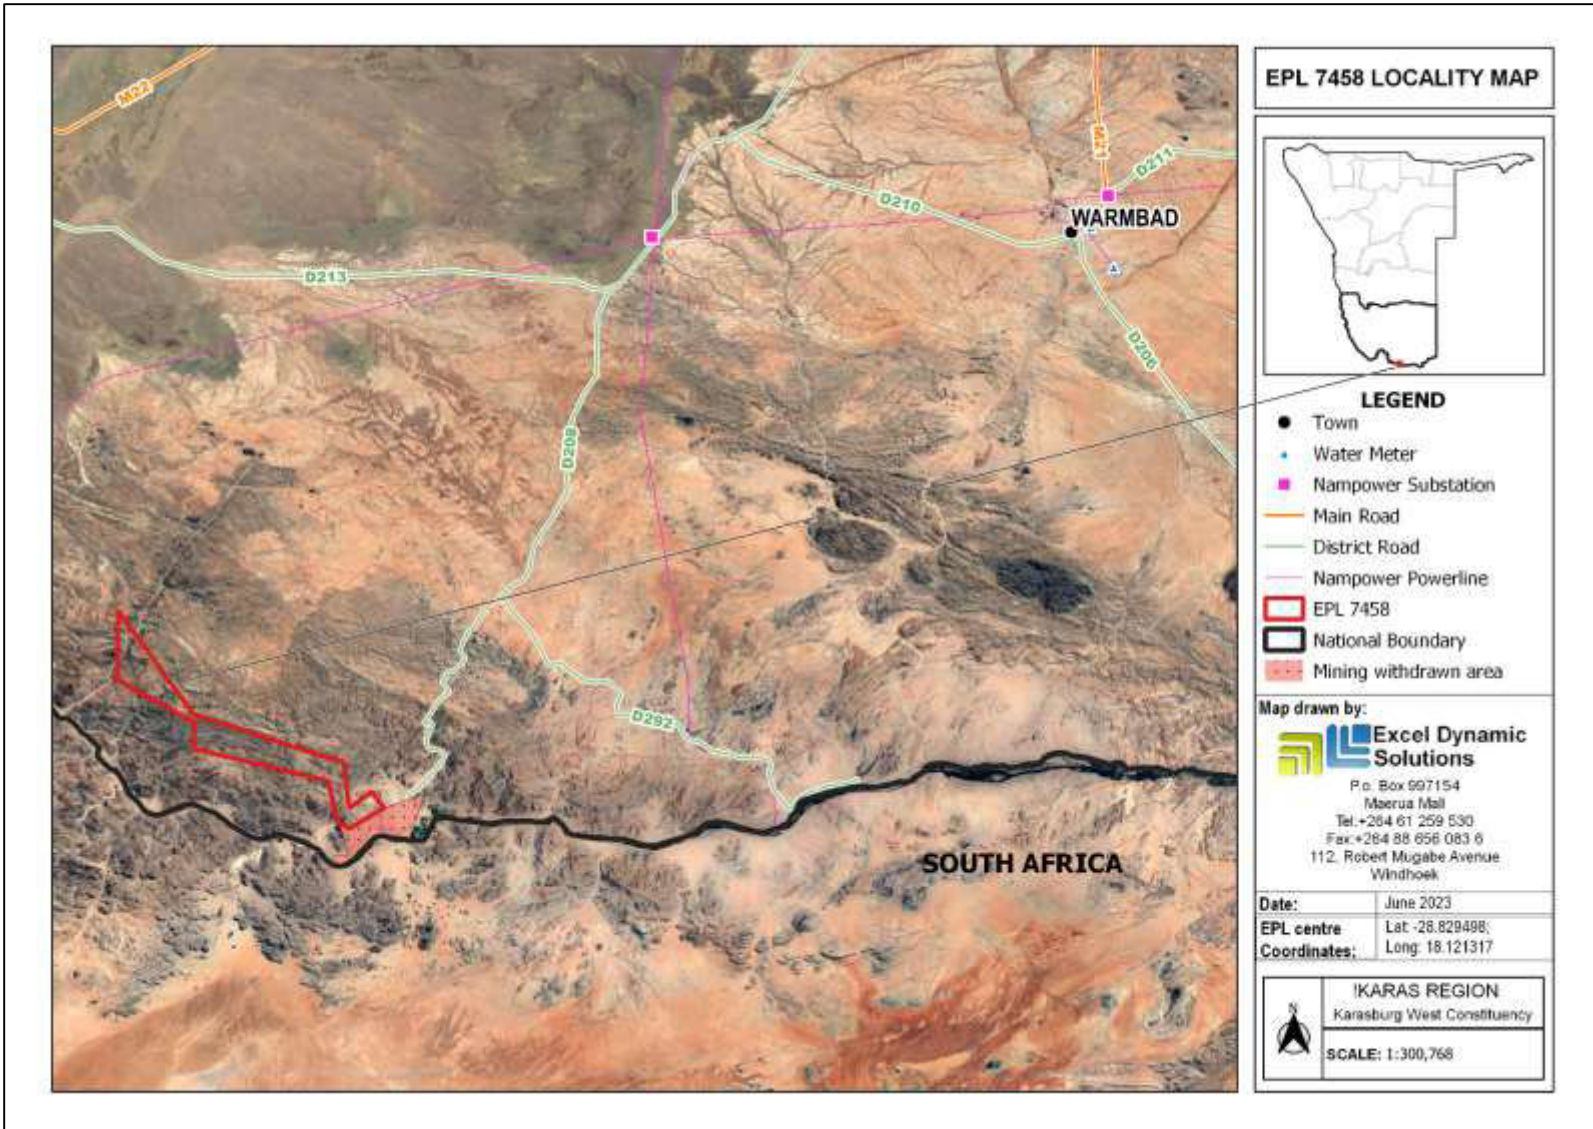 EPL 7458 LOCALITY MAP
M22
M21
D211
D210
WARMBAD
D213
D206
D208
D292
SOUTH AFRICA
LEGEND
Town
Water Meter
Nampower Substation
Main Road
District Road
Nampower Powerline
EPL 7458
National Boundary
Mining withdrawn area
Map drawn by:
Excel Dynamic
Solutions
P.o. Box 997154
Maerua Mall
Tel:+264 61 259 530
Fax:+264 88 656 083 6
112, Robert Mugabe Avenue
Windhoek
Date: June 2023
EPL centre Lat: -28.829498;
Coordinates; Long: 18.121317
N
!KARAS REGION
Karasburg West Constituency
SCALE: 1:300,768